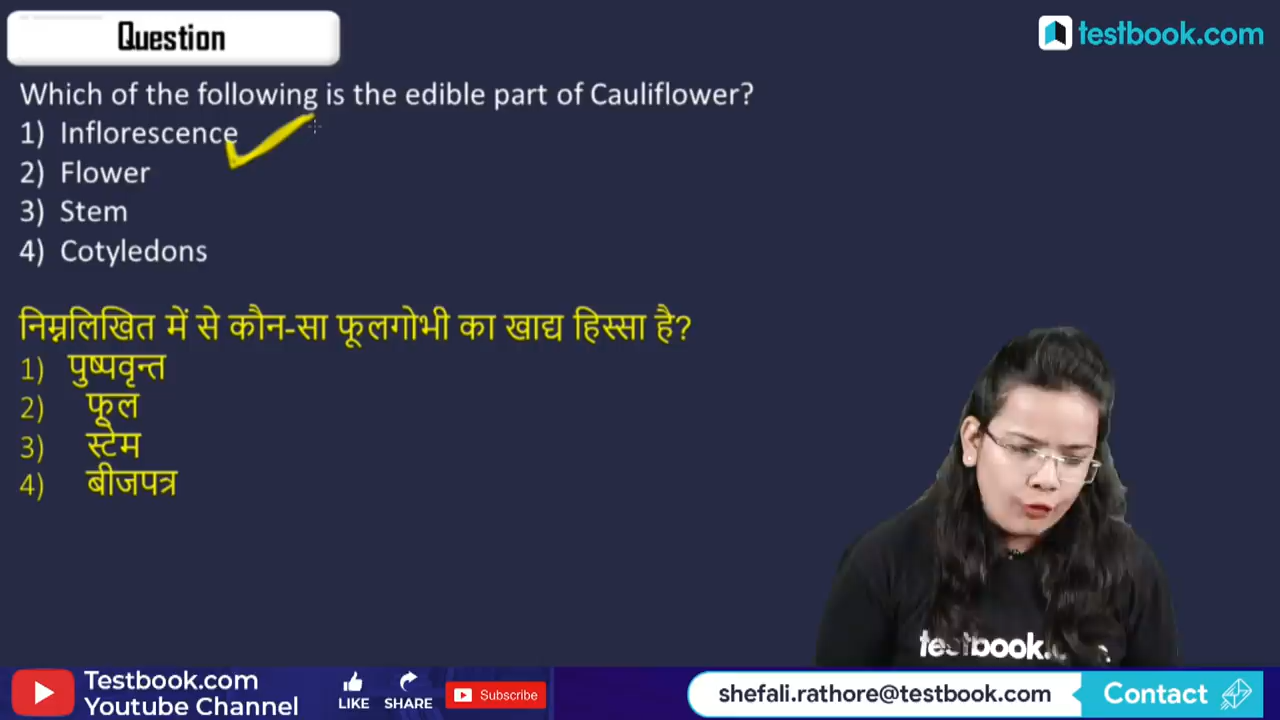 Question
testbook.com
Which of the following is the edible part of Cauliflower?
1) Inflorescence
2) Flower
3) Stem
4) Cotyledons
निम्नलिखित में से कौन-सा फूलगोभी का खाद्य हिस्सा है?
1) पुष्पवृन्त
2) फूल
3) स्टेम
4) बीजपत्र
testbook.c
Testbook.com
Youtube Channel
LIKE
SHARE
Subscribe
shefali.rathore@testbook.com
Contact